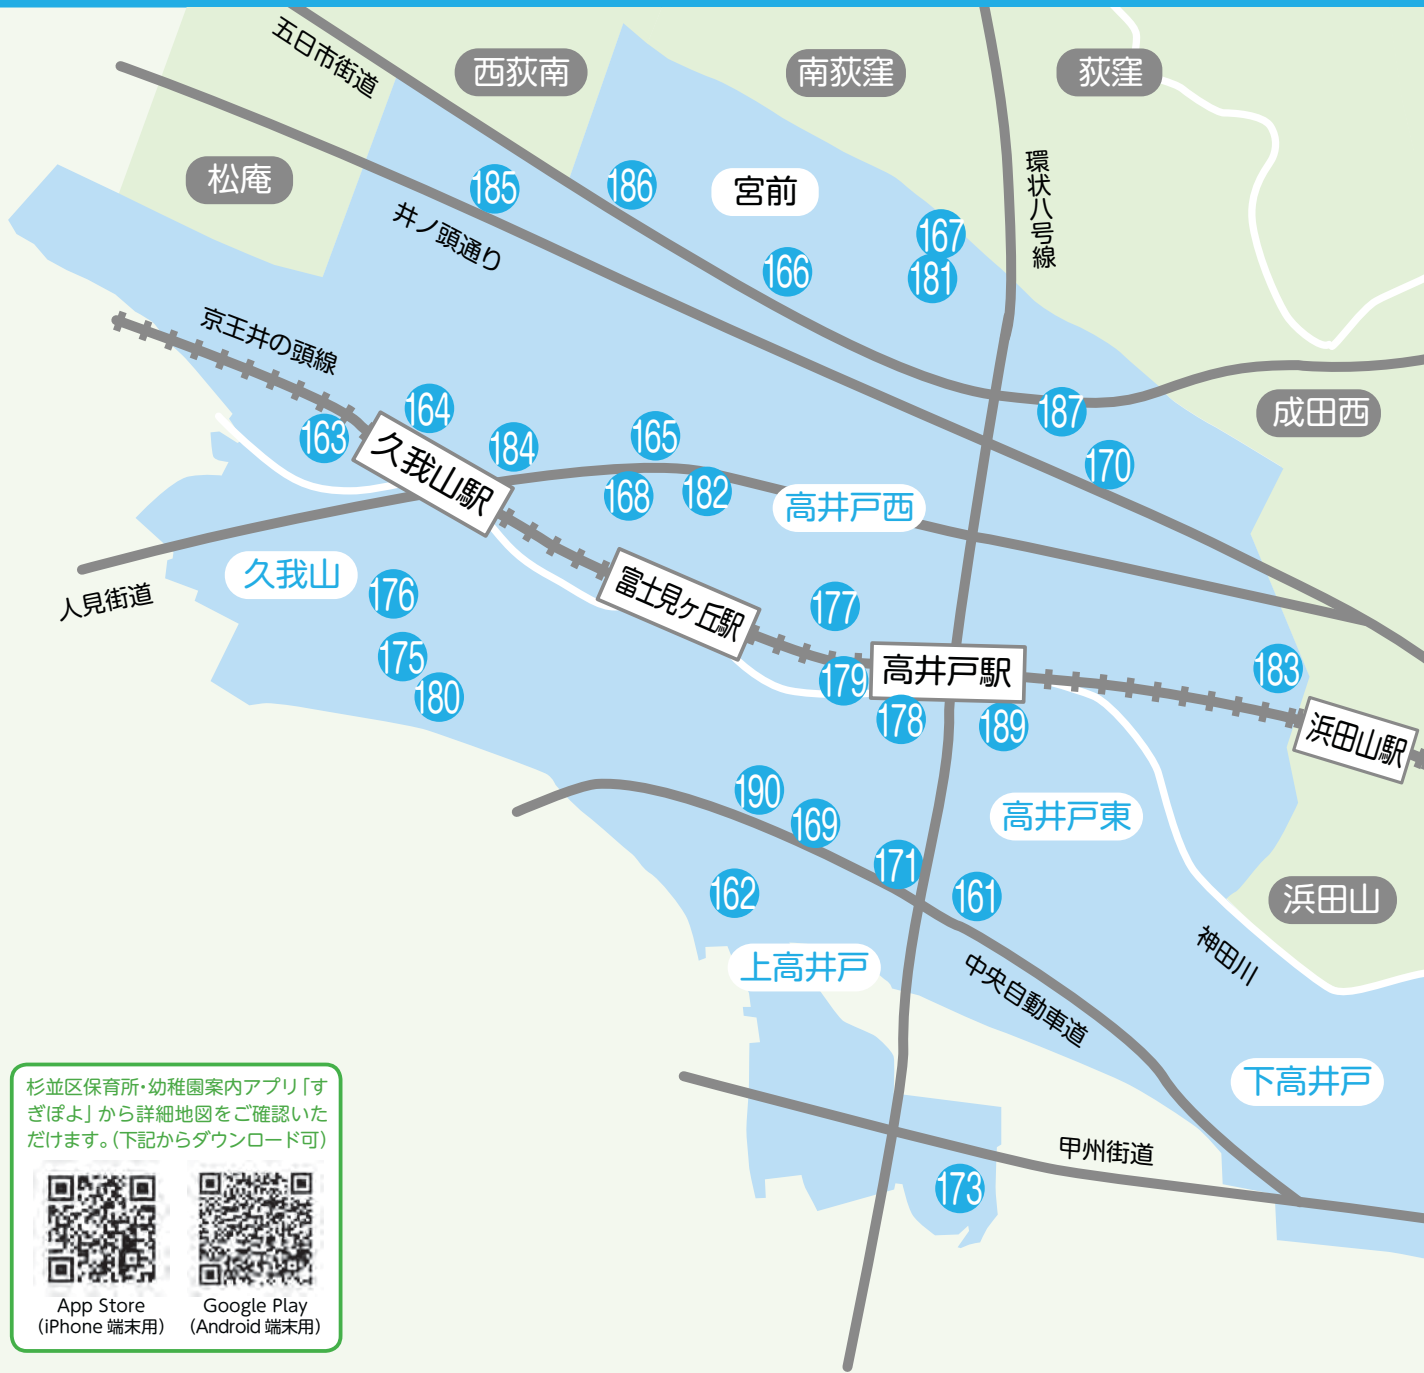 五日市街道
西荻南
南荻窪
荻窪
松庵
185
186
宮前
環状八号線
井ノ頭通り
167
166
181
京王井の頭線
164
163
久我山駅
184
165
187
成田西
170
168
182
高井戸西
人見街道
久我山
176
富士見ヶ丘駅
177
175
180
179
高井戸駅
183
178
189
浜田山駅
190
169
高井戸東
171
162
161
浜田山
上高井戸
中央自動車道
神田川
下高井戸
甲州街道
173
杉並区保育所・幼稚園案内アプリ「す
ぎぽよ」から詳細地図をご確認いた
だけます。（下記からダウンロード可）
App Store
（iPhone 端末用）
Google Play
（Android 端末用）